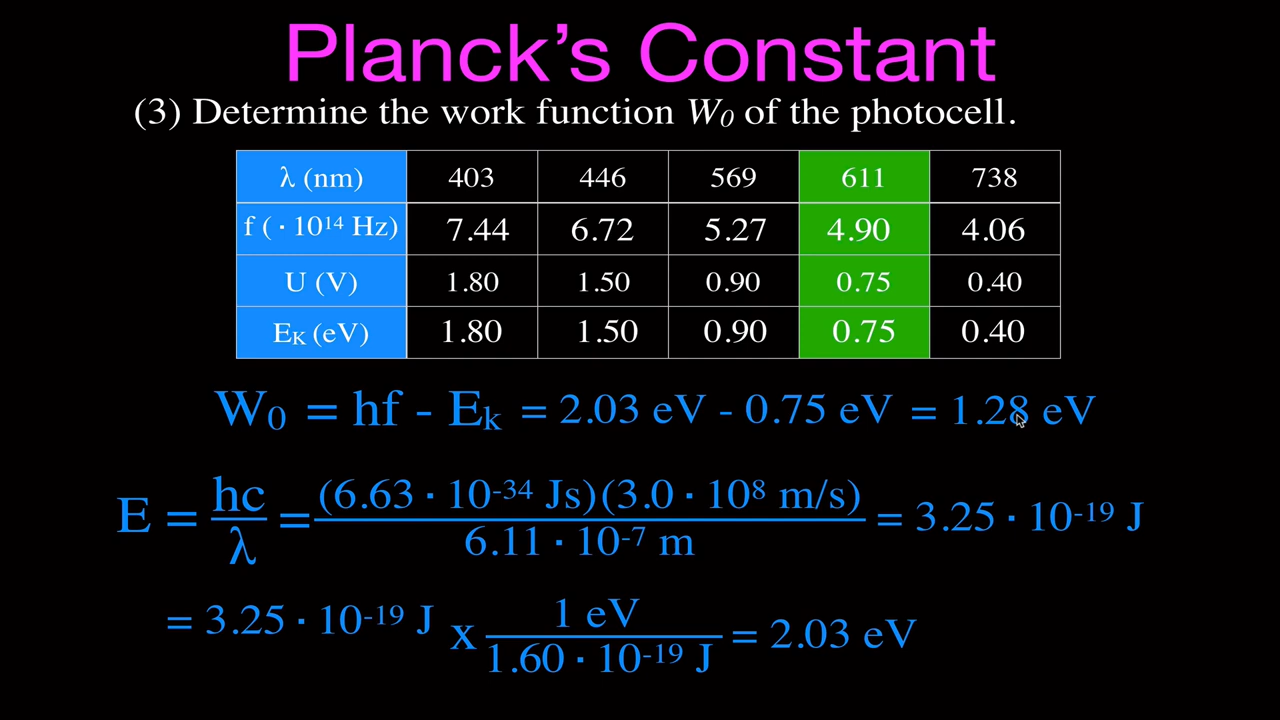 Planck's Constant
(3) Determine the work function W₀ of the photocell.
λ (nm) 403 446 569 611 738
f ( · 10¹⁴ Hz) 7.44 6.72 5.27 4.90 4.06
U (V) 1.80 1.50 0.90 0.75 0.40
E_K (eV) 1.80 1.50 0.90 0.75 0.40
W₀ = hf - E_k = 2.03 eV - 0.75 eV = 1.28 eV
E = hc/λ = (6.63 · 10⁻³⁴ Js)(3.0 · 10⁸ m/s)/6.11 · 10⁻⁷ m = 3.25 · 10⁻¹⁹ J
= 3.25 · 10⁻¹⁹ J x 1 eV/1.60 · 10⁻¹⁹ J = 2.03 eV